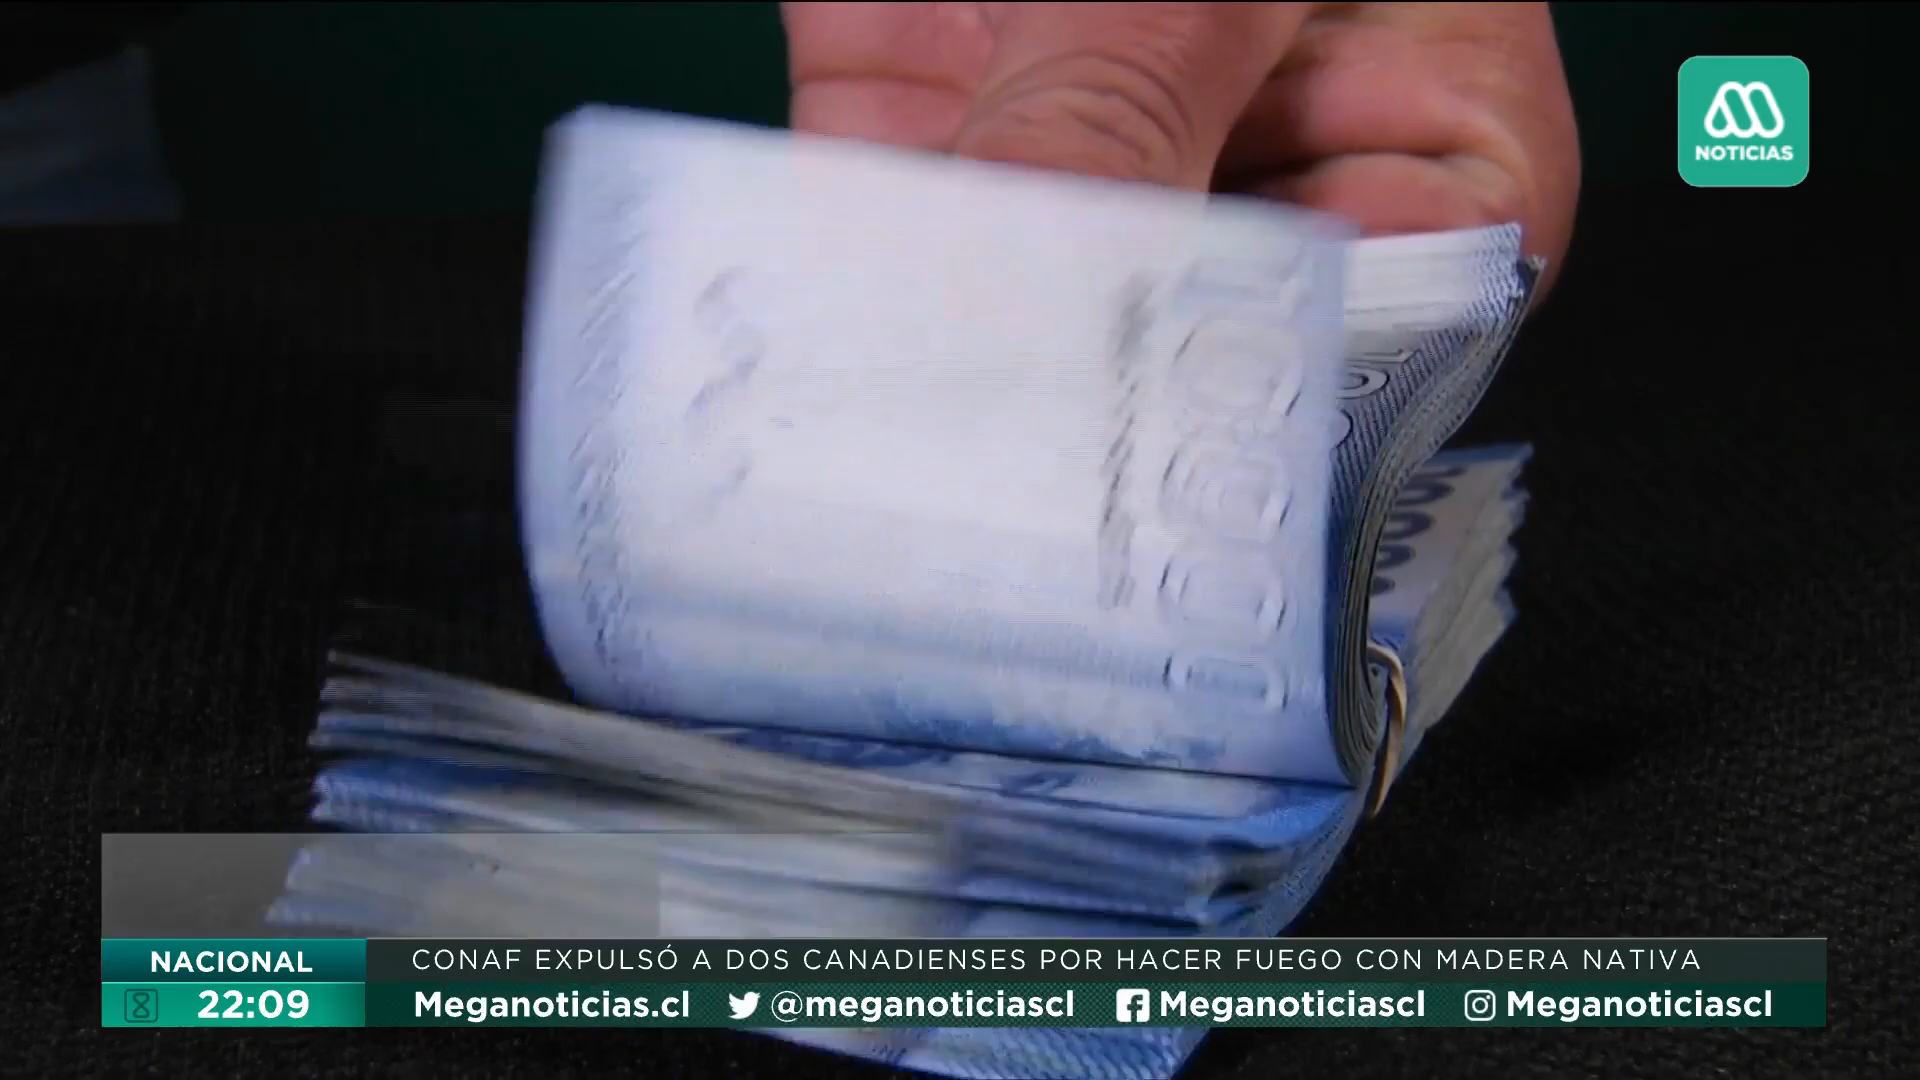 NOTICIAS
NACIONAL
CONAF EXPULSÓ A DOS CANADIENSES POR HACER FUEGO CON MADERA NATIVA
22:09
Meganoticias.cl @meganoticiascl Meganoticiascl Meganoticiascl